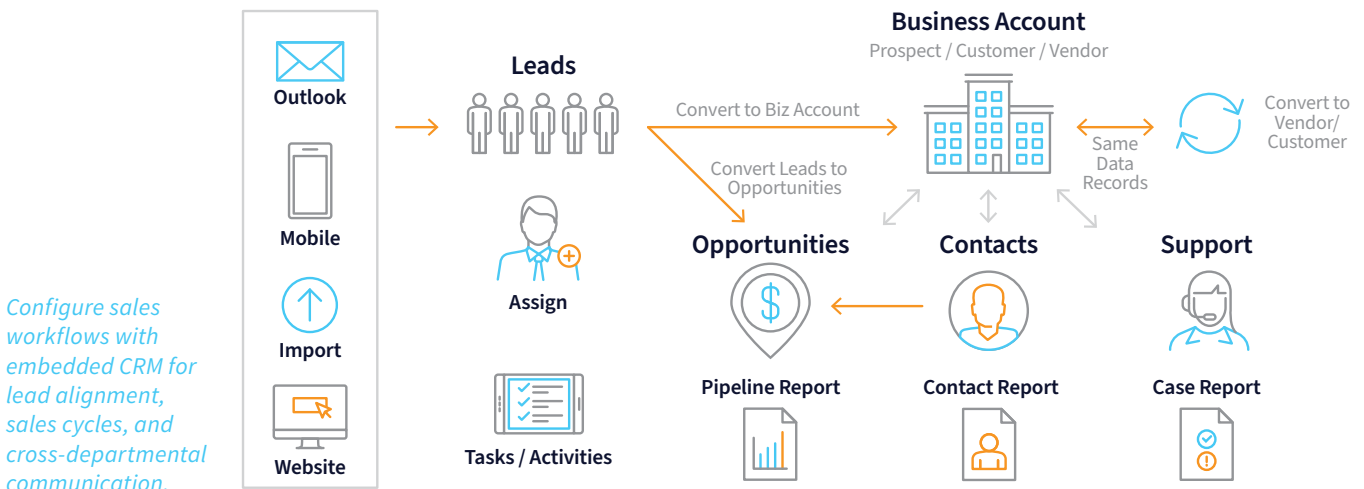 Configure sales
workflows with
embedded CRM for
lead alignment,
sales cycles, and
cross-departmental
communication.
Outlook
Mobile
Import
Website
Leads
Assign
Tasks / Activities
Convert to Biz Account
Convert Leads to
Opportunities
Business Account
Prospect / Customer / Vendor
Same
Data
Records
Convert to
Vendor/
Customer
Opportunities
Contacts
Support
$
Pipeline Report
Contact Report
Case Report